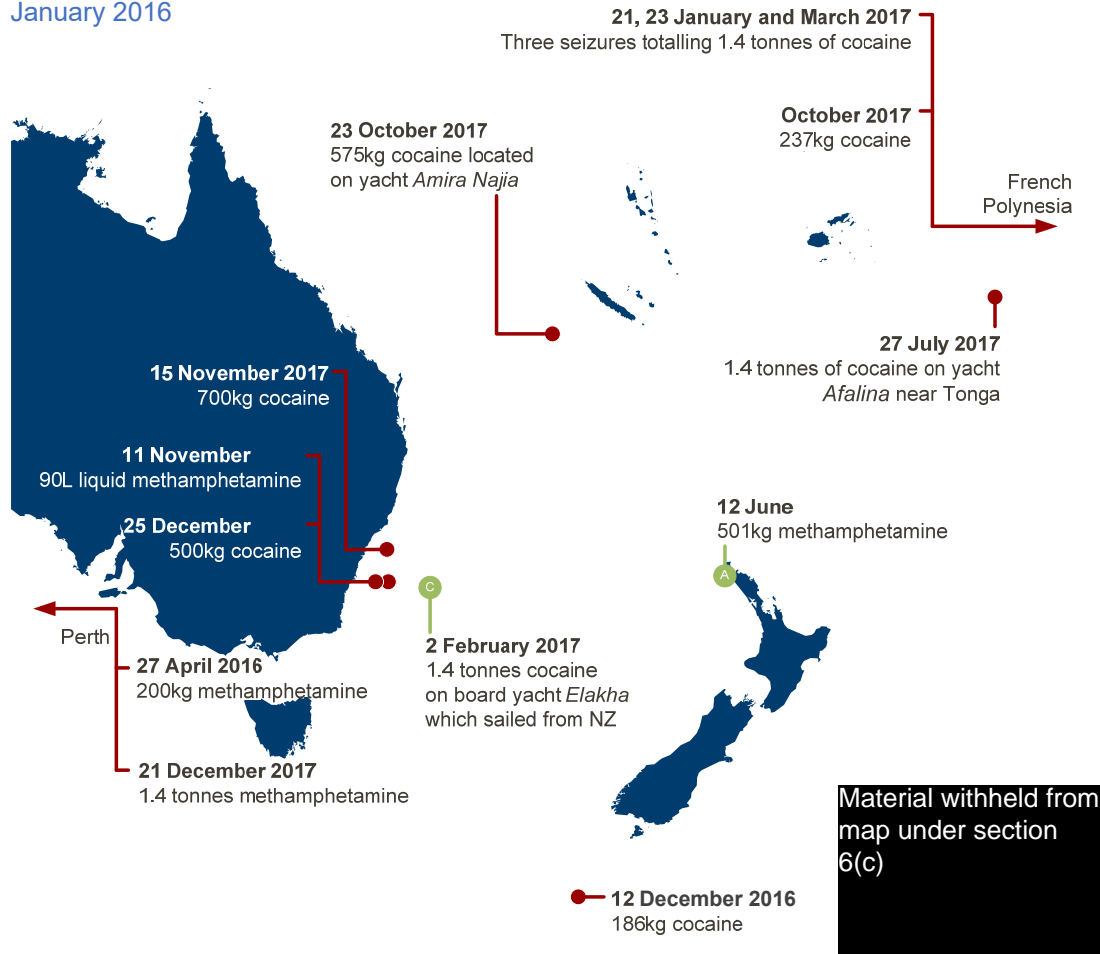 January 2016
21, 23 January and March 2017
Three seizures totalling 1.4 tonnes of cocaine
October 2017
237kg cocaine
French
Polynesia
23 October 2017
575kg cocaine located
on yacht Amira Najia
27 July 2017
1.4 tonnes of cocaine on yacht
Afalina near Tonga
15 November 2017
700kg cocaine
11 November
90L liquid methamphetamine
25 December
500kg cocaine
12 June
501kg methamphetamine
A
C
2 February 2017
1.4 tonnes cocaine
on board yacht Elakha
which sailed from NZ
Perth
27 April 2016
200kg methamphetamine
21 December 2017
1.4 tonnes methamphetamine
Material withheld from
map under section
6(c)
12 December 2016
186kg cocaine